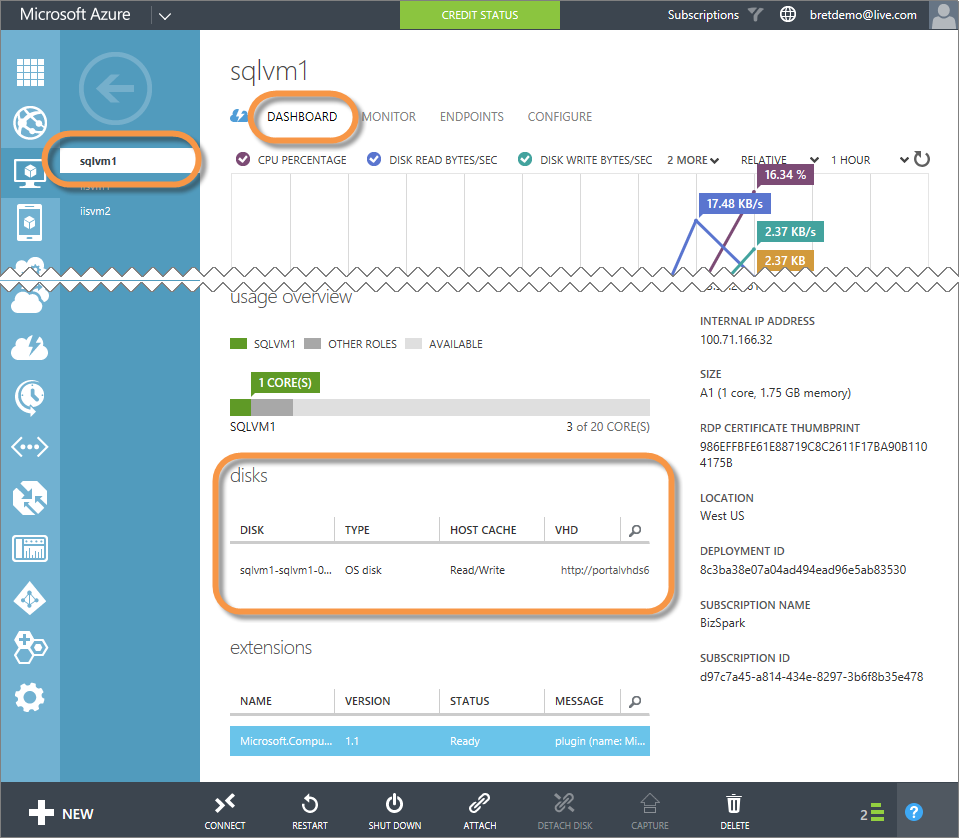 Microsoft Azure
CREDIT STATUS
Subscriptions
bretdemo@live.com
sqlvm1
DASHBOARD MONITOR ENDPOINTS CONFIGURE
sqlvm1
iisvm2
CPU PERCENTAGE DISK READ BYTES/SEC DISK WRITE BYTES/SEC 2 MORE RELATIVE 1 HOUR
16.34 %
17.48 KB/s
2.37 KB/s
2.37 KB
usage overview
SQLVM1 OTHER ROLES AVAILABLE
1 CORE(S)
SQLVM1 3 of 20 CORE(S)
disks
DISK TYPE HOST CACHE VHD
sqlvm1-sqlvm1-0... OS disk Read/Write http://portalvhds6
extensions
NAME VERSION STATUS MESSAGE
Microsoft.Compu... 1.1 Ready plugin (name: Mi...
INTERNAL IP ADDRESS
100.71.166.32
SIZE
A1 (1 core, 1.75 GB memory)
RDP CERTIFICATE THUMBPRINT
986EFFBFE61E88719C8C2611F17BA90B110
4175B
LOCATION
West US
DEPLOYMENT ID
8c3ba38e07a04ad494ead96e5ab83530
SUBSCRIPTION NAME
BizSpark
SUBSCRIPTION ID
d97c7a45-a814-434e-8297-3b6f8b35e478
NEW
CONNECT RESTART SHUT DOWN ATTACH DETACH DISK CAPTURE DELETE
2
?